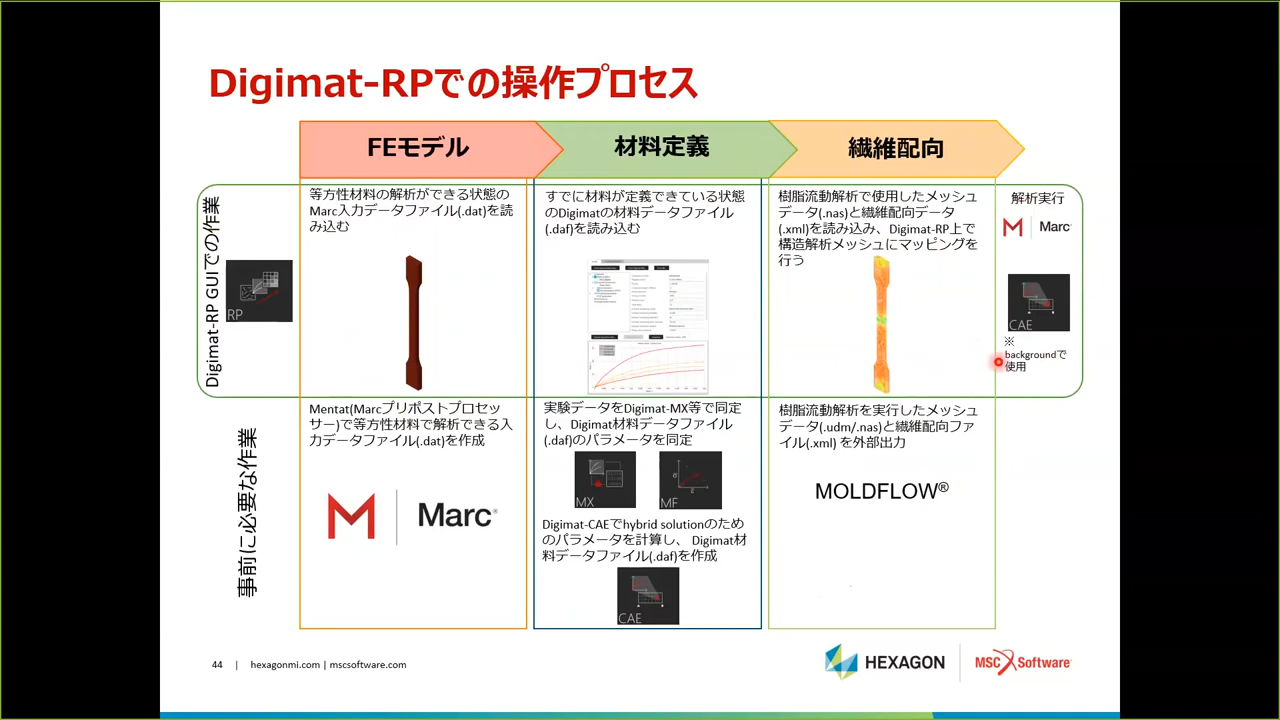 Digimat-RPでの操作プロセス
FEモデル
材料定義
繊維配向
Digimat-RP GUIでの作業
RP
等方性材料の解析ができる状態の
Marc入力データファイル(.dat)を読
み込む
すでに材料が定義できている状態
のDigimatの材料データファイル
(.daf)を読み込む
樹脂流動解析で使用したメッシュ
データ(.nas)と繊維配向データ
(.xml)を読み込み、Digimat-RP上で
構造解析メッシュにマッピングを
行う
解析実行
Marc
CAE
※
backgroundで
使用
事前に必要な作業
Mentat(Marcプリポストプロセッ
サー)で等方性材料で解析できる入
力データファイル(.dat)を作成
Marc®
実験データをDigimat-MX等で同定
し、Digimat材料データファイル
(.daf)のパラメータを同定
MX
MF
Digimat-CAEでhybrid solutionのため
のパラメータを計算し、 Digimat材
料データファイル(.daf)を作成
CAE
樹脂流動解析を実行したメッシュ
データ(.udm/.nas)と繊維配向ファ
イル(.xml) を外部出力
MOLDFLOW®
44 | hexagonmi.com | mscsoftware.com
HEXAGON
MSC Software